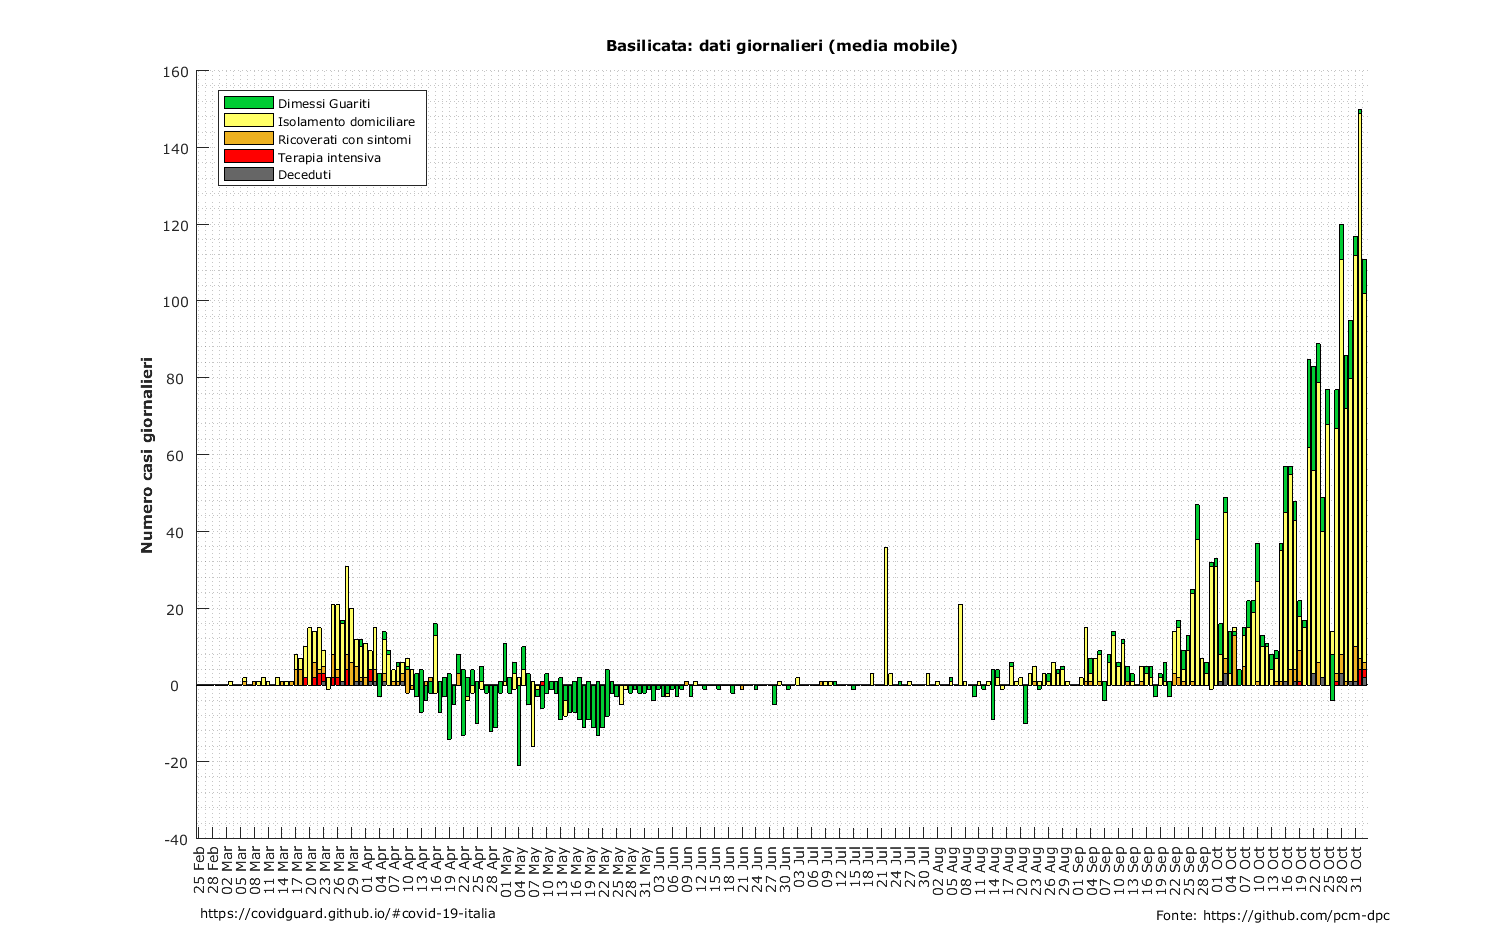 Basilicata: dati giornalieri (media mobile)
160
140
120
100
80
60
40
20
0
-20
-40
Numero casi giornalieri
Dimessi Guariti
Isolamento domiciliare
Ricoverati con sintomi
Terapia intensiva
Deceduti
25 Feb
28 Feb
02 Mar
05 Mar
08 Mar
11 Mar
14 Mar
17 Mar
20 Mar
23 Mar
26 Mar
29 Mar
01 Apr
04 Apr
07 Apr
10 Apr
13 Apr
16 Apr
19 Apr
22 Apr
25 Apr
28 Apr
01 May
04 May
07 May
10 May
13 May
16 May
19 May
22 May
25 May
28 May
31 May
03 Jun
06 Jun
09 Jun
12 Jun
15 Jun
18 Jun
21 Jun
24 Jun
27 Jun
30 Jun
03 Jul
06 Jul
09 Jul
12 Jul
15 Jul
18 Jul
21 Jul
24 Jul
27 Jul
30 Jul
02 Aug
05 Aug
08 Aug
11 Aug
14 Aug
17 Aug
20 Aug
23 Aug
26 Aug
29 Aug
01 Sep
04 Sep
07 Sep
10 Sep
13 Sep
16 Sep
19 Sep
22 Sep
25 Sep
28 Sep
01 Oct
04 Oct
07 Oct
10 Oct
13 Oct
16 Oct
19 Oct
22 Oct
25 Oct
28 Oct
31 Oct
https://covidguard.github.io/#covid-19-italia
Fonte: https://github.com/pcm-dpc